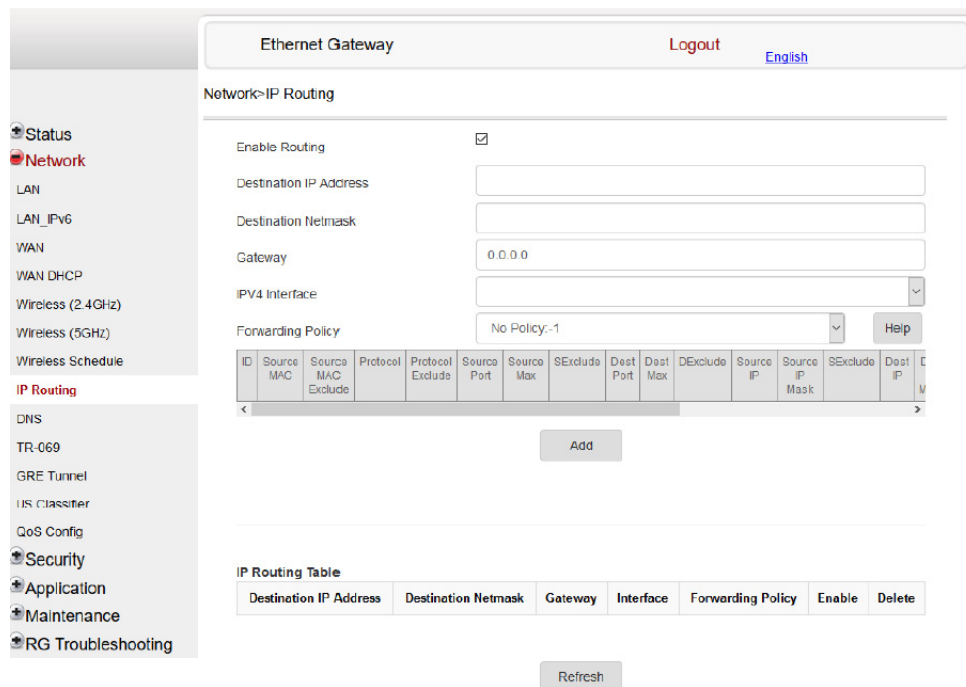 Ethernet Gateway
Logout
English
Network>IP Routing
Status
Network
LAN
LAN_IPv6
WAN
WAN DHCP
Wireless (2.4GHz)
Wireless (5GHz)
Wireless Schedule
IP Routing
DNS
TR-069
GRE Tunnel
US Classifier
QoS Config
Security
Application
Maintenance
RG Troubleshooting
Enable Routing
Destination IP Address
Destination Netmask
Gateway 0.0.0.0
IPV4 Interface
Forwarding Policy No Policy:-1 Help
ID Source MAC Source MAC Exclude Protocol Protocol Exclude Source Port Source Max SExclude Dest Port Dest Max DExclude Source IP Source IP Mask SExclude Dest IP
Add
IP Routing Table
Destination IP Address Destination Netmask Gateway Interface Forwarding Policy Enable Delete
Refresh